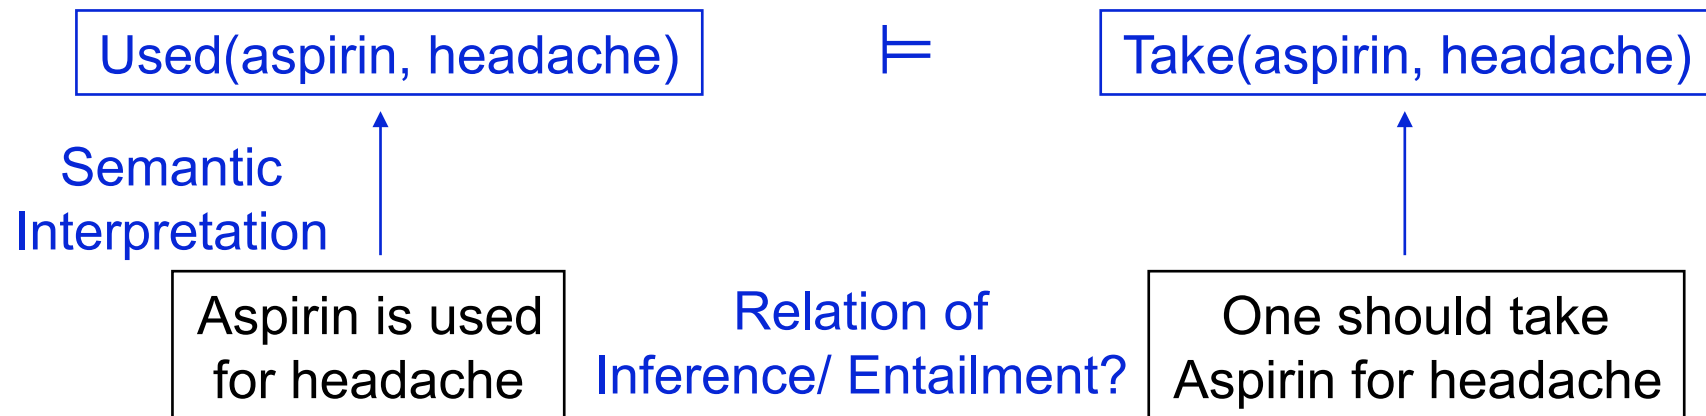 Used(aspirin, headache) ⊨ Take(aspirin, headache)
Semantic
Interpretation
Aspirin is used
for headache
Relation of
Inference/ Entailment?
One should take
Aspirin for headache